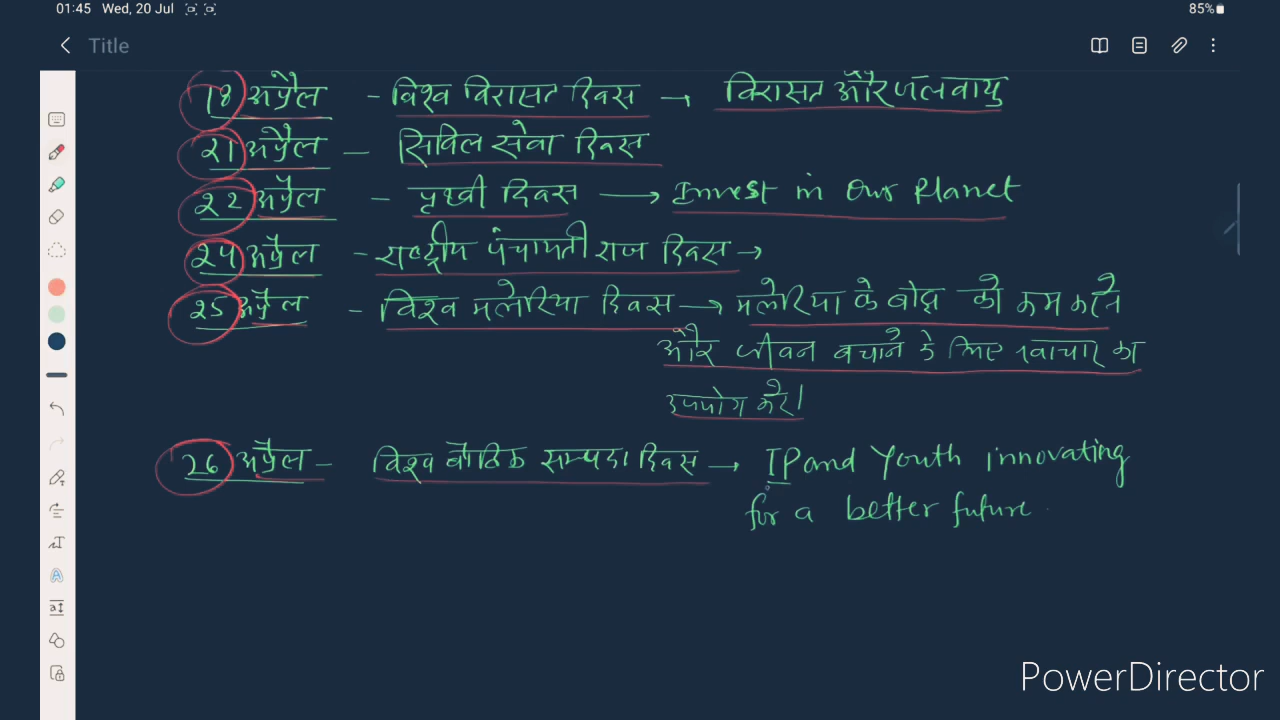 01:45 Wed, 20 Jul
85%
Title
18 अप्रैल - विश्व विरासत दिवस → विरासत और जलवायु
21 अप्रैल - सिविल सेवा दिवस
22 अप्रैल - पृथ्वी दिवस → Invest in Our Planet
24 अप्रैल - राष्ट्रीय पंचायती राज दिवस →
25 अप्रैल - विश्व मलेरिया दिवस → मलेरिया के बोझ को कम करने
और जीवन बचाने के लिए नवाचार का
उपयोग करें।
26 अप्रैल - विश्व बौद्धिक सम्पदा दिवस → IP and Youth innovating
for a better future.
PowerDirector